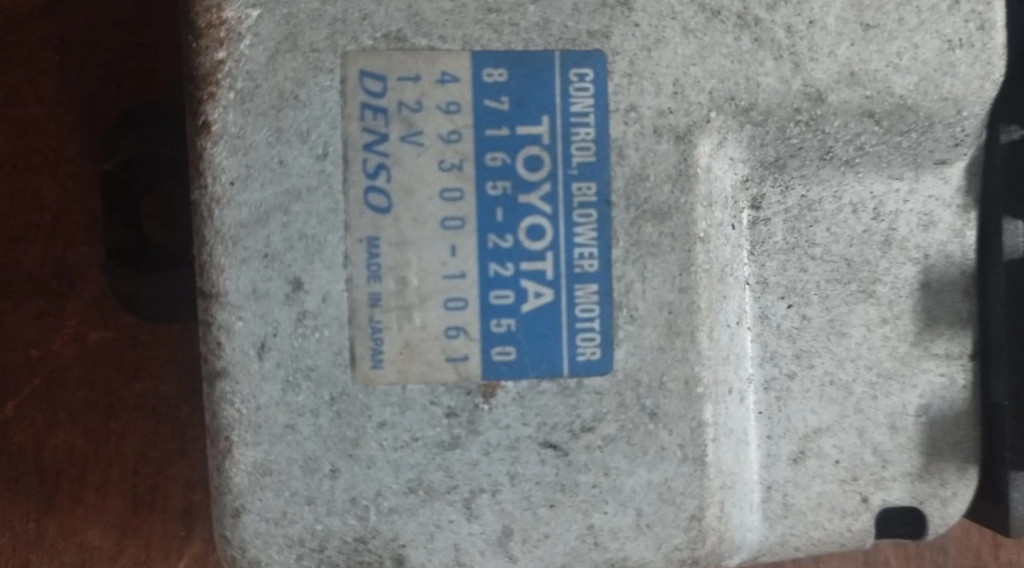 CONTROL, BLOWER MOTOR
TOYOTA
87165-22050
499300-1061
12V
DENSO MADE IN JAPAN